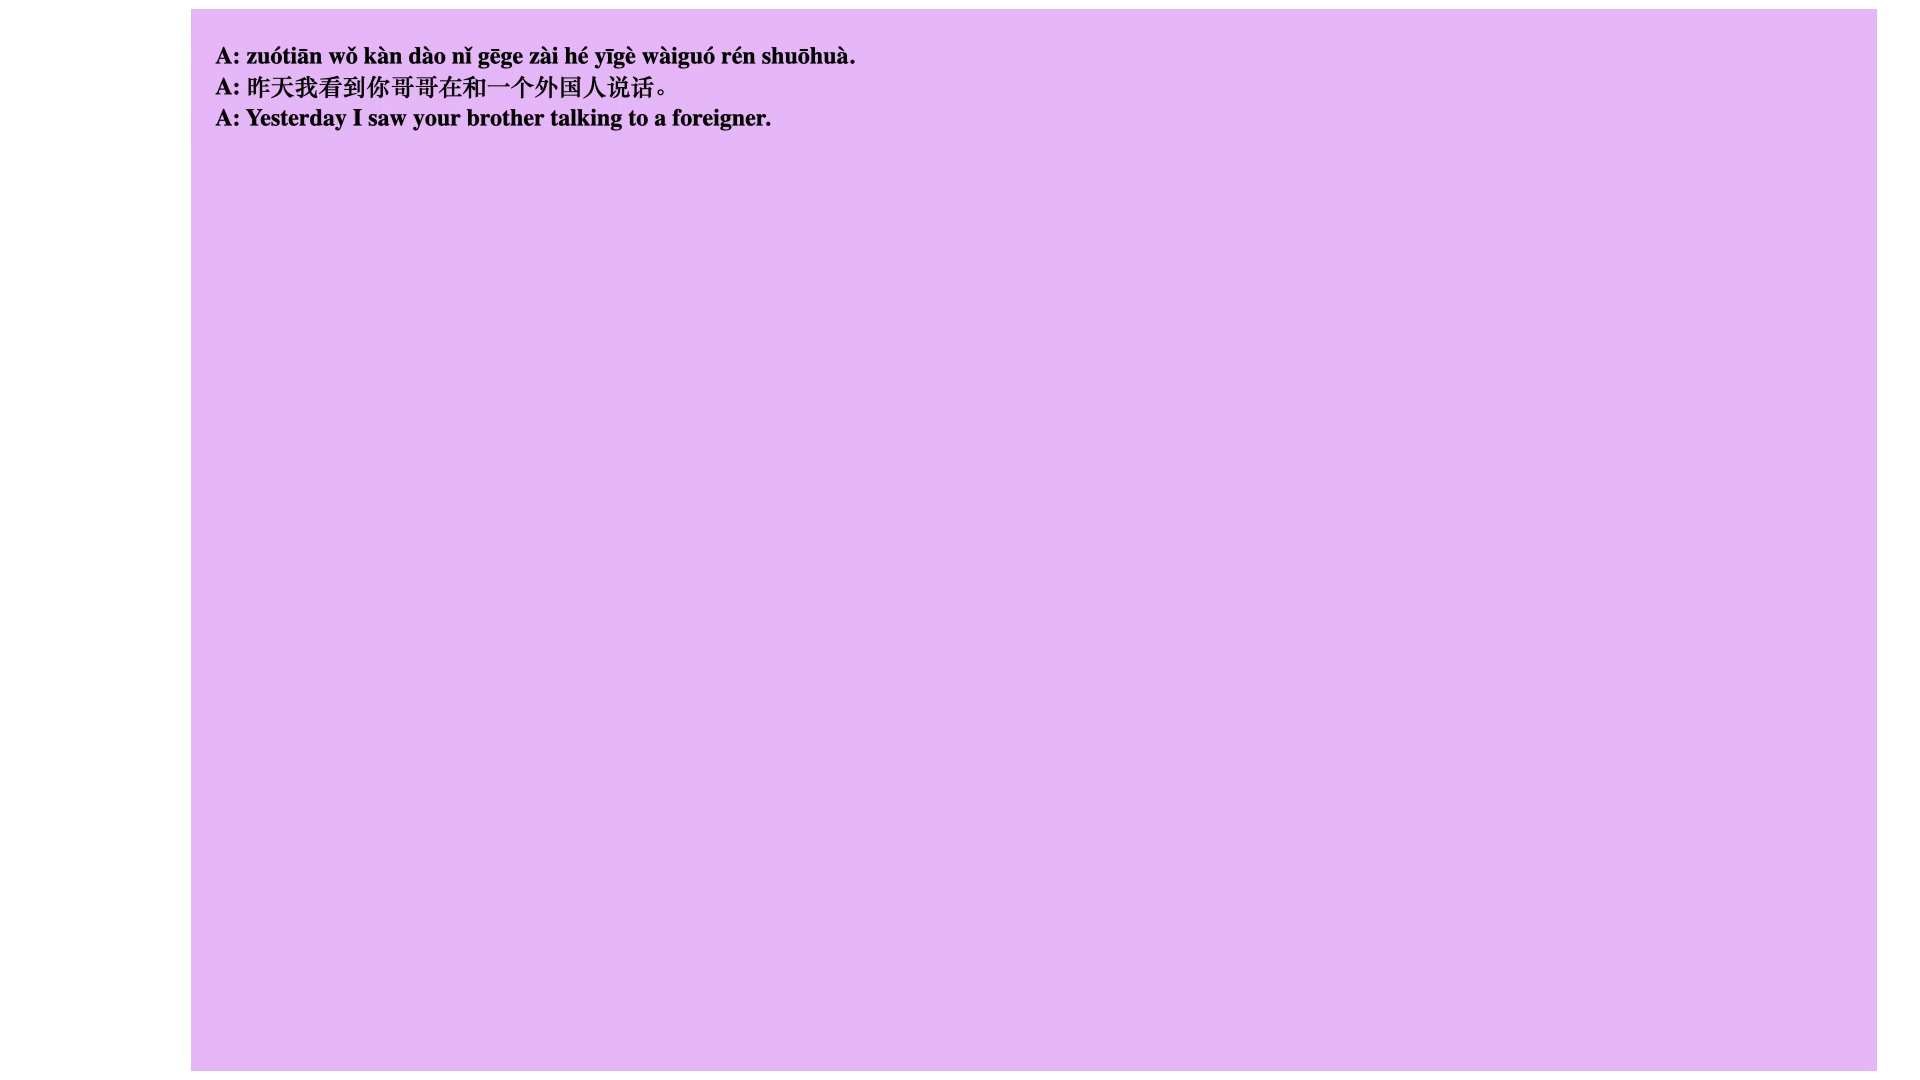 A: zuótiān wǒ kàn dào nǐ gēge zài hé yīgè wàiguó rén shuōhuà.
A: 昨天我看到你哥哥在和一个外国人说话。
A: Yesterday I saw your brother talking to a foreigner.